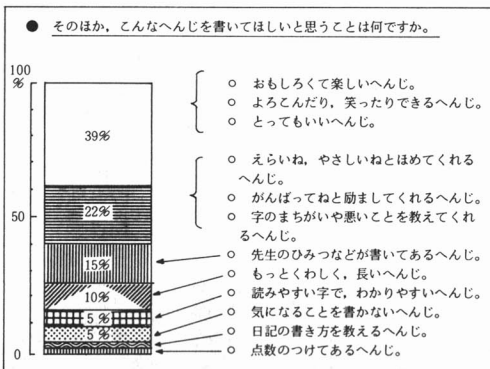 ● そのほか，こんなへんじを書いてほしいと思うことは何ですか。
100
%
50
0
39%
22%
15%
10%
5%
5%
○ おもしろくて楽しいへんじ。
○ よろこんだり，笑ったりできるへんじ。
○ とってもいいへんじ。
○ えらいね，やさしいねとほめてくれる
へんじ。
○ がんばってねと励ましてくれるへんじ。
○ 字のまちがいや悪いことを教えてくれ
るへんじ。
○ 先生のひみつなどが書いてあるへんじ。
○ もっとくわしく，長いへんじ。
○ 読みやすい字で，わかりやすいへんじ。
○ 気になることを書かないへんじ。
○ 日記の書き方を教えるへんじ。
○ 点数のつけてあるへんじ。